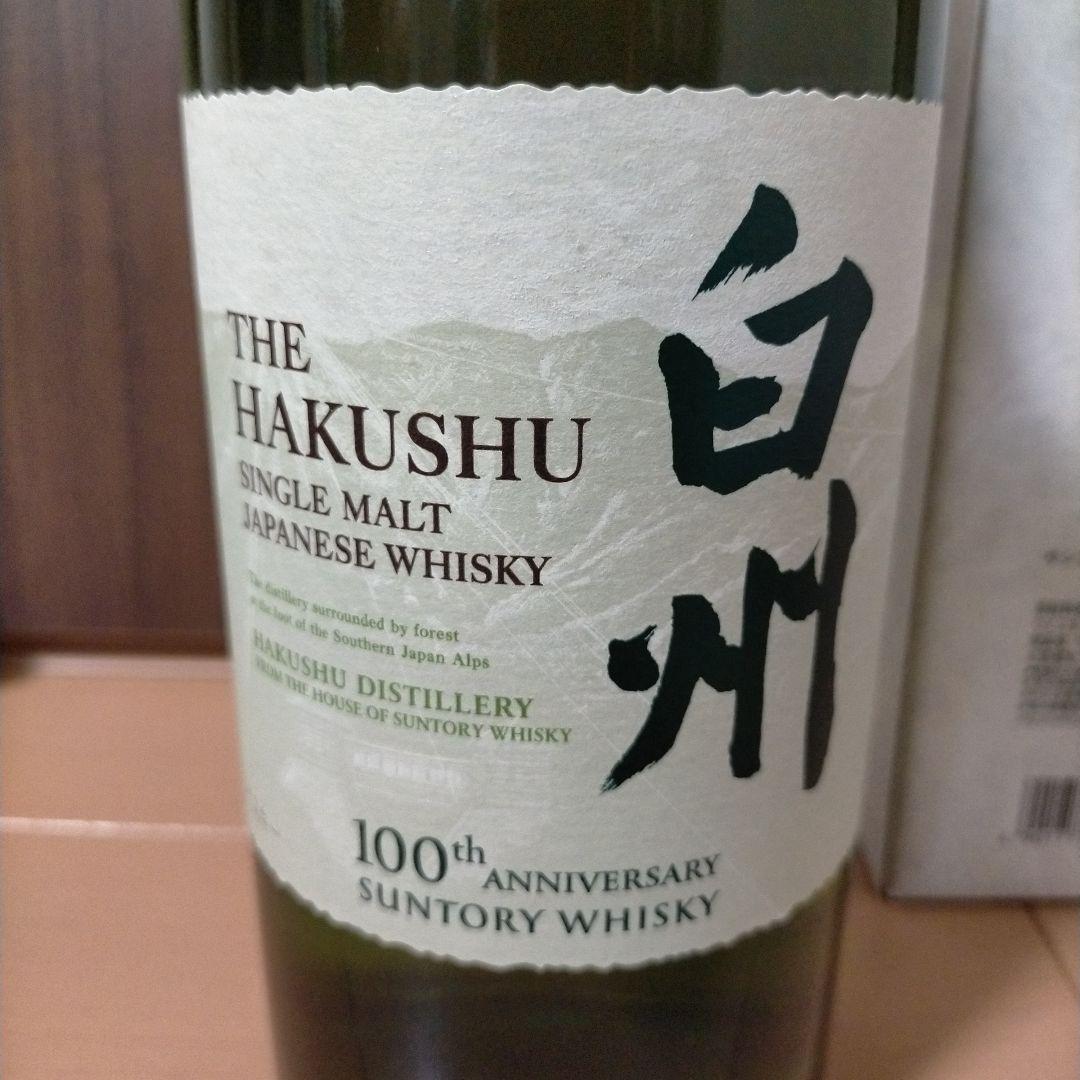 THE
HAKUSHU
SINGLE MALT
JAPANESE WHISKY
The distillery surrounded by forest
at the foot of the Southern Japan Alps
HAKUSHU DISTILLERY
FROM THE HOUSE OF SUNTORY WHISKY
白州
100th ANNIVERSARY
SUNTORY WHISKY